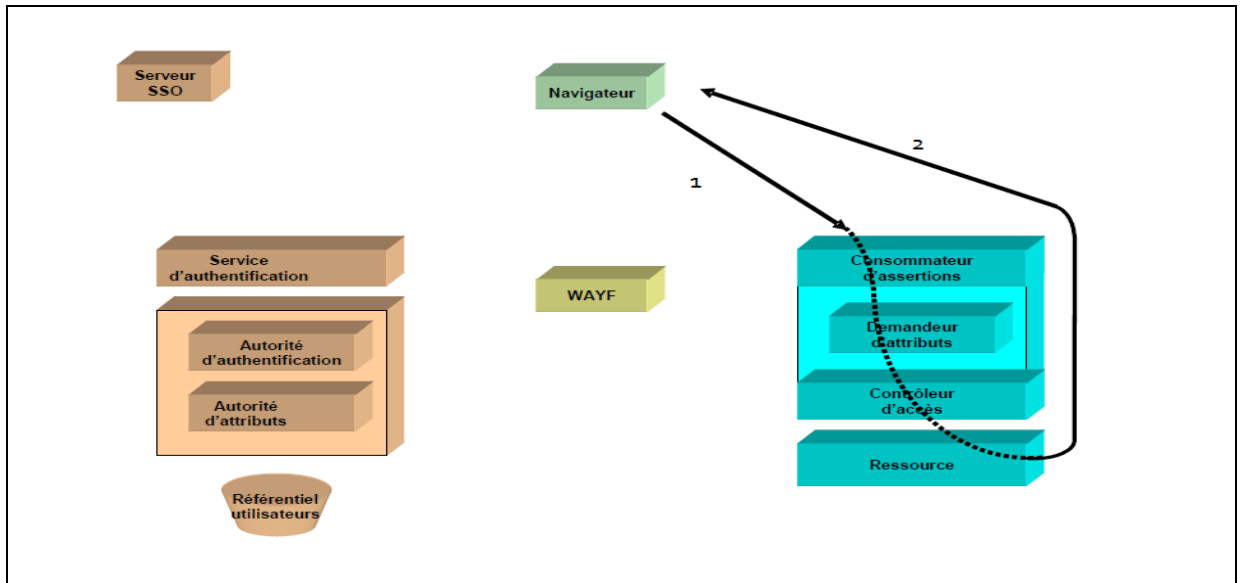 Serveur
SSO
Navigateur
2
1
Service
d'authentification
Consommateur
d'assertions
WAYF
Demandeur
d'attributs
Autorité
d'authentification
Autorité
d'attributs
Contrôleur
d'accès
Ressource
Référentiel
utilisateurs